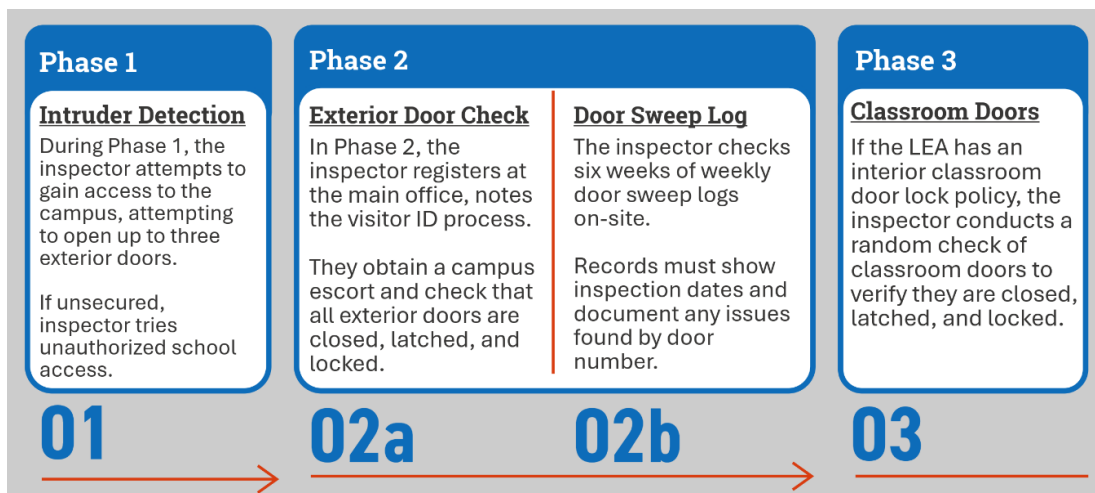 Phase 1
Intruder Detection
During Phase 1, the
inspector attempts to
gain access to the
campus, attempting
to open up to three
exterior doors.
If unsecured,
inspector tries
unauthorized school
access.
01
Phase 2
Exterior Door Check
In Phase 2, the
inspector registers at
the main office, notes
the visitor ID process.
They obtain a campus
escort and check that
all exterior doors are
closed, latched, and
locked.
02a
Door Sweep Log
The inspector checks
six weeks of weekly
door sweep logs
on-site.
Records must show
inspection dates and
document any issues
found by door
number.
02b
Phase 3
Classroom Doors
If the LEA has an
interior classroom
door lock policy, the
inspector conducts a
random check of
classroom doors to
verify they are closed,
latched, and locked.
03